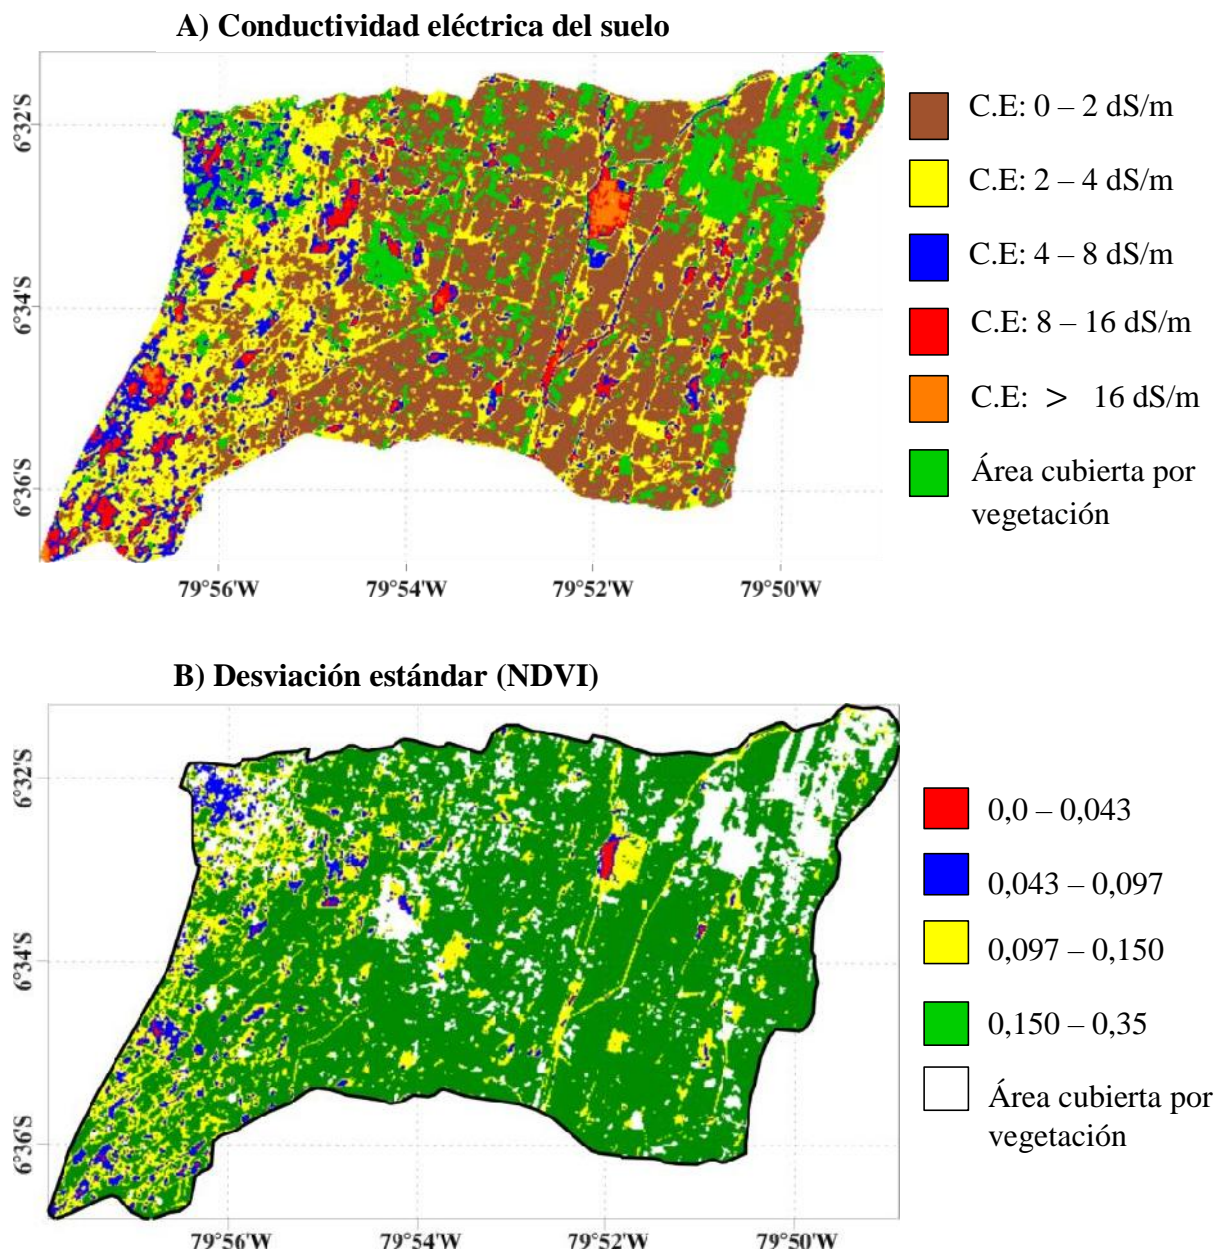 A) Conductividad eléctrica del suelo
6°32'S
6°34'S
6°36'S
79°56'W
79°54'W
79°52'W
79°50'W
C.E: 0 – 2 dS/m
C.E: 2 – 4 dS/m
C.E: 4 – 8 dS/m
C.E: 8 – 16 dS/m
C.E: > 16 dS/m
Área cubierta por
vegetación
B) Desviación estándar (NDVI)
6°32'S
6°34'S
6°36'S
79°56'W
79°54'W
79°52'W
79°50'W
0,0 – 0,043
0,043 – 0,097
0,097 – 0,150
0,150 – 0,35
Área cubierta por
vegetación